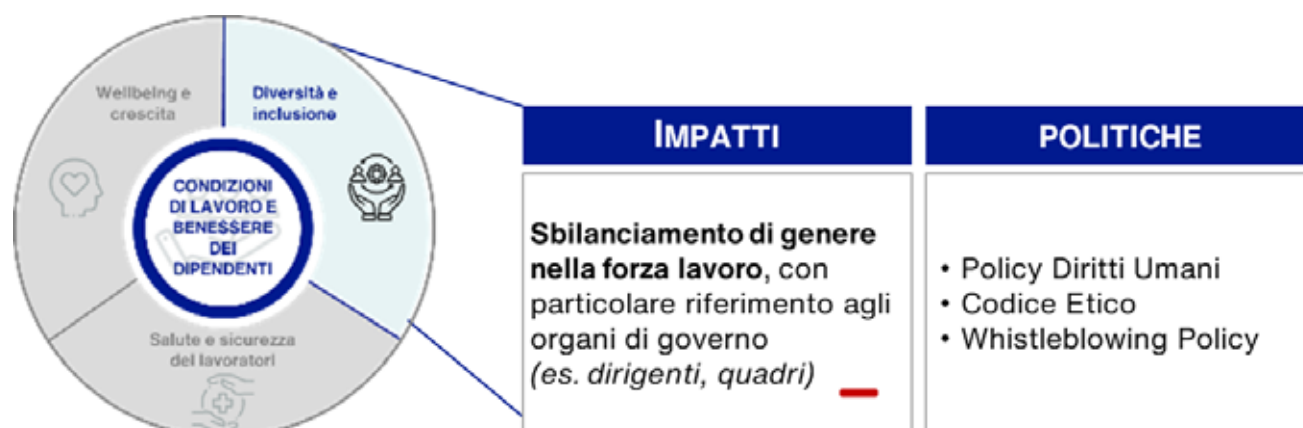 Wellbeing e
crescita
Diversità e
inclusione
CONDIZIONI
DI LAVORO E
BENESSERE
DEI
DIPENDENTI
Salute e sicurezza
dei lavoratori
IMPATTI
Sbilanciamento di genere
nella forza lavoro, con
particolare riferimento agli
organi di governo
(es. dirigenti, quadri)
POLITICHE
• Policy Diritti Umani
• Codice Etico
• Whistleblowing Policy